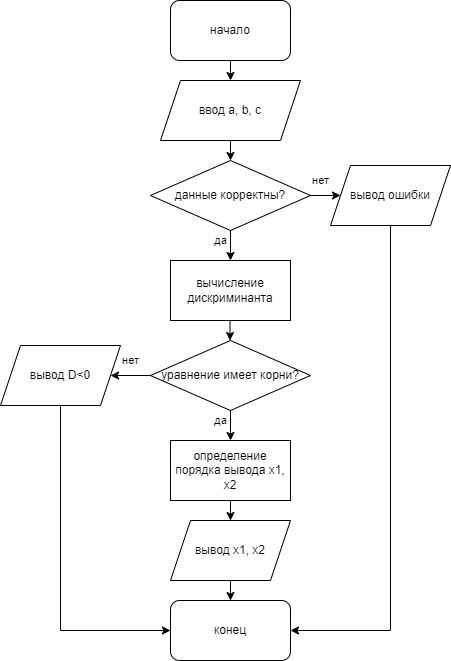 начало
ввод a, b, c
данные корректны?
нет
вывод ошибки
да
вычисление
дискриминанта
уравнение имеет корни?
нет
вывод D<0
да
определение
порядка вывода x1,
x2
вывод x1, x2
конец